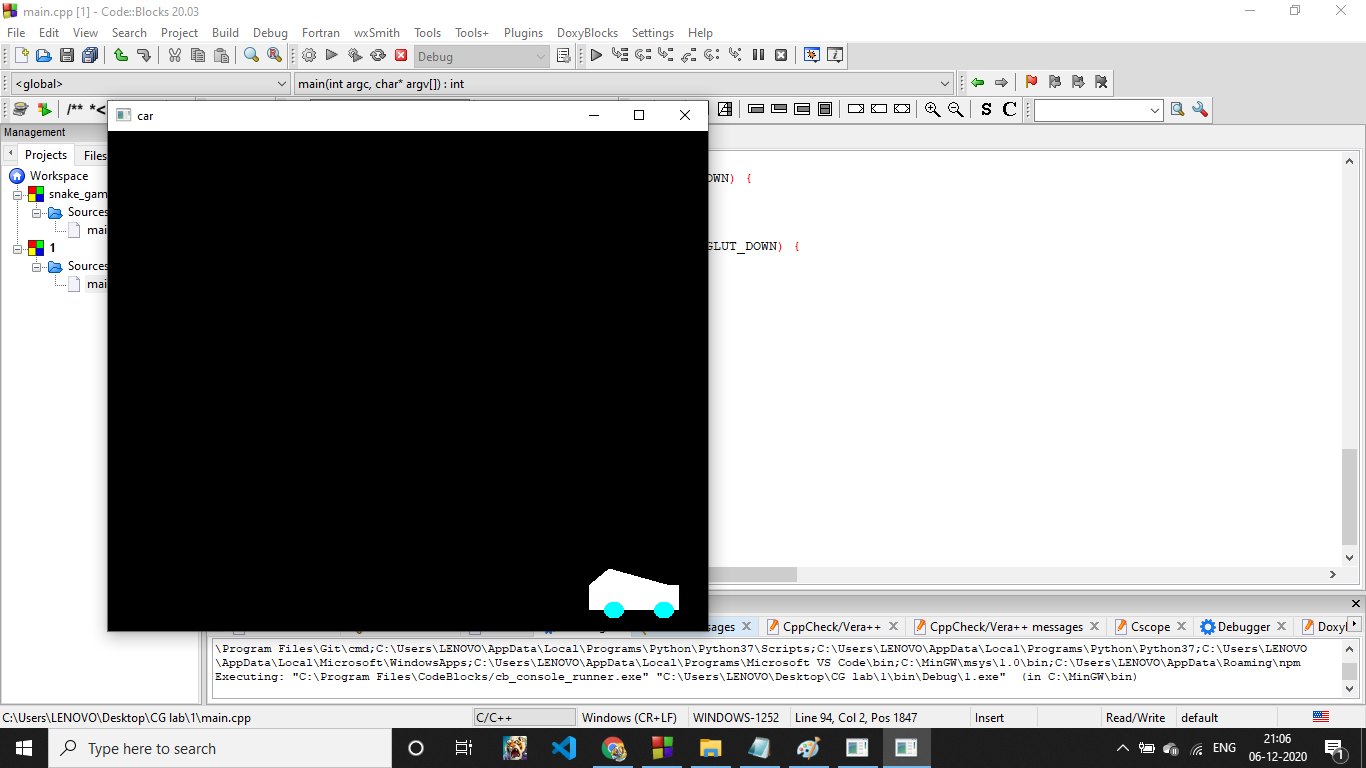 main.cpp [1] - Code::Blocks 20.03
File Edit View Search Project Build Debug Fortran wxSmith Tools Tools+ Plugins DoxyBlocks Settings Help
Debug
<global> main(int argc, char* argv[]) : int
/** *<
S C
car
Management
Projects Files
Workspace
snake_gam
Sources
mai
1
Sources
mai
OWN) {
GLUT_DOWN) {
CppCheck/Vera++ CppCheck/Vera++ messages Cscope Debugger Doxyl
\Program Files\Git\cmd;C:\Users\LENOVO\AppData\Local\Programs\Python\Python37\Scripts;C:\Users\LENOVO\AppData\Local\Programs\Python\Python37;C:\Users\LENOVO
\AppData\Local\Microsoft\WindowsApps;C:\Users\LENOVO\AppData\Local\Programs\Microsoft VS Code\bin;C:\MinGW\msys\1.0\bin;C:\Users\LENOVO\AppData\Roaming\npm
Executing: "C:\Program Files\CodeBlocks/cb_console_runner.exe" "C:\Users\LENOVO\Desktop\CG lab\1\bin\Debug\1.exe" (in C:\MinGW\bin)
C:\Users\LENOVO\Desktop\CG lab\1\main.cpp C/C++ Windows (CR+LF) WINDOWS-1252 Line 94, Col 2, Pos 1847 Insert Read/Write default
Type here to search
ENG
21:06
06-12-2020
1